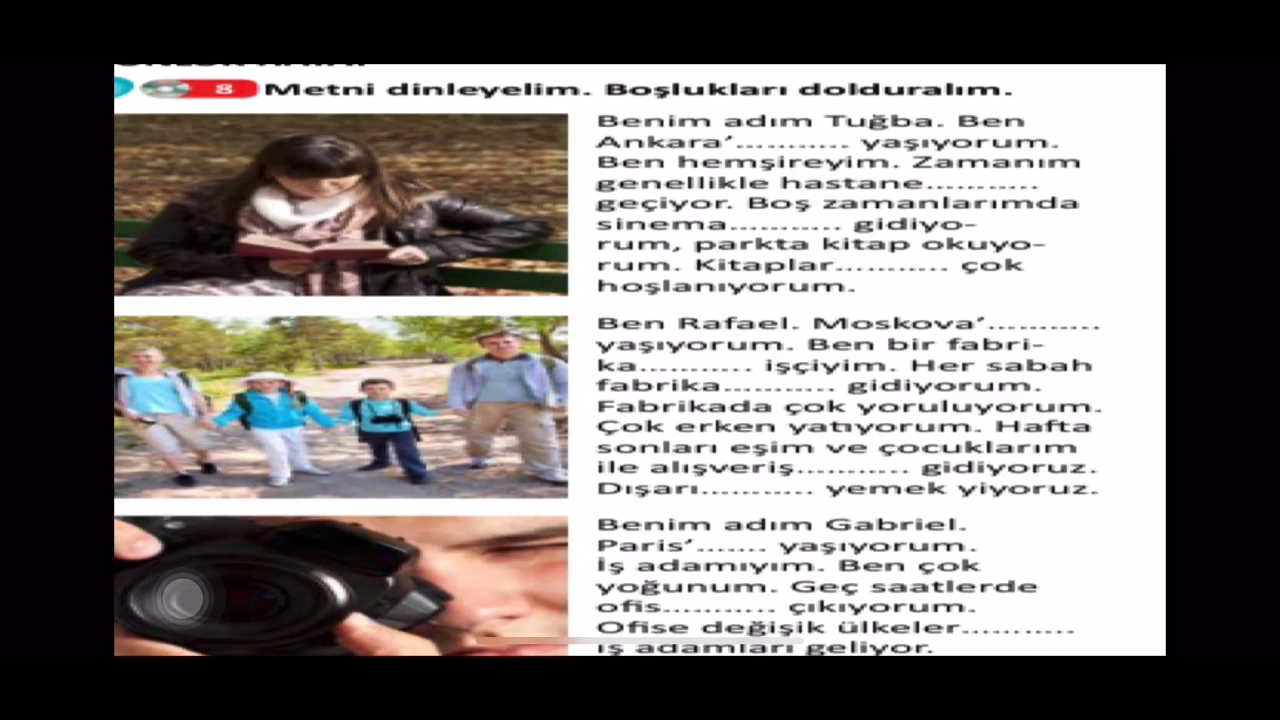 8 Metni dinleyelim. Boşlukları dolduralım.
Benim adım Tuğba. Ben
Ankara’........... yaşıyorum.
Ben hemşireyim. Zamanım
genellikle hastane...........
geçiyor. Boş zamanlarımda
sinema........... gidiyo-
rum, parkta kitap okuyo-
rum. Kitaplar........... çok
hoşlanıyorum.
Ben Rafael. Moskova’...........
yaşıyorum. Ben bir fabri-
ka........... işçiyim. Her sabah
fabrika........... gidiyorum.
Fabrikada çok yoruluyorum.
Çok erken yatıyorum. Hafta
sonları eşim ve çocuklarım
ile alışveriş........... gidiyoruz.
Dışarı........... yemek yiyoruz.
Benim adım Gabriel.
Paris’....... yaşıyorum.
İş adamıyım. Ben çok
yoğunum. Geç saatlerde
ofis........... çıkıyorum.
Ofise değişik ülkeler...........
iş adamları geliyor.